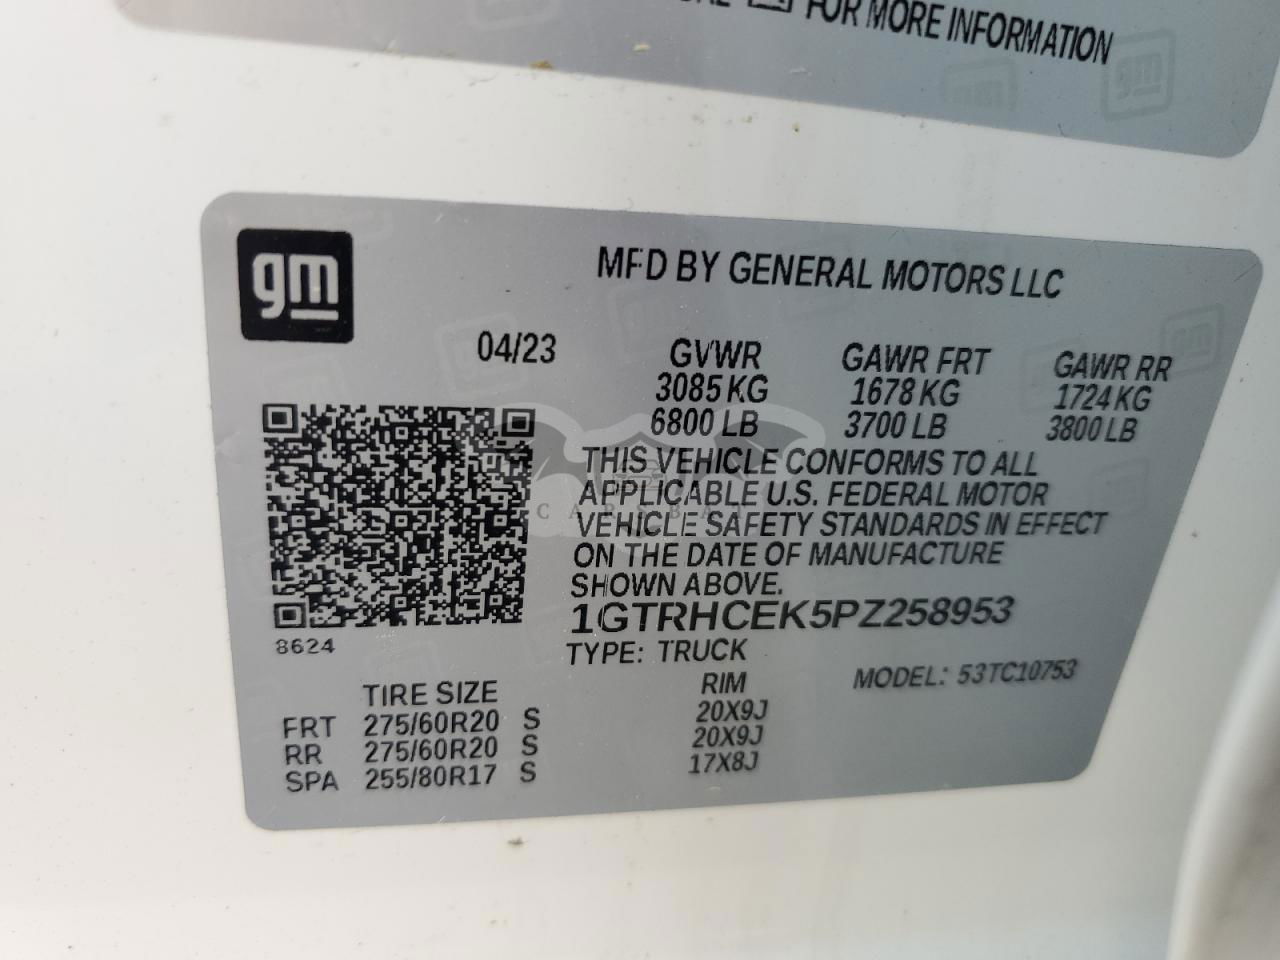 FOR MORE INFORMATION
gm
gm
MFD BY GENERAL MOTORS LLC
04/23
GVWR GAWR FRT GAWR RR
3085 KG 1678 KG 1724 KG
6800 LB 3700 LB 3800 LB
THIS VEHICLE CONFORMS TO ALL
APPLICABLE U.S. FEDERAL MOTOR
VEHICLE SAFETY STANDARDS IN EFFECT
ON THE DATE OF MANUFACTURE
SHOWN ABOVE.
1GTRHCEK5PZ258953
8624
TYPE: TRUCK
MODEL: 53TC10753
TIRE SIZE RIM
FRT 275/60R20 S 20X9J
RR 275/60R20 S 20X9J
SPA 255/80R17 S 17X8J